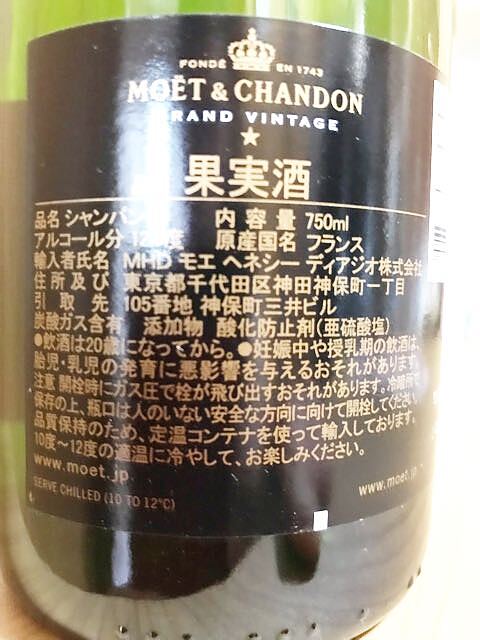 FONDÉ EN 1743
MOËT & CHANDON
GRAND VINTAGE
果実酒
品名 シャンパン 内容量 750ml
アルコール分 12 度 原産国名 フランス
輸入者氏名 MHD モエ ヘネシー ディアジオ株式会社
住所及び 東京都千代田区神田神保町一丁目
引取先 105番地 神保町三井ビル
炭酸ガス含有 添加物 酸化防止剤(亜硫酸塩)
●飲酒は20歳になってから。●妊娠中や授乳期の飲酒は、
胎児・乳児の発育に悪影響を与えるおそれがあります。
注意 開栓時にガス圧で栓が飛び出すおそれがあります。冷暗所で
保存の上、瓶口は人のいない安全な方向に向けて開栓してください。
品質保持のため、定温コンテナを使って輸入しております。
10度〜12度の適温に冷やして、お楽しみください。
www.moet.jp
SERVE CHILLED (10 TO 12°C)
www.moet.jp